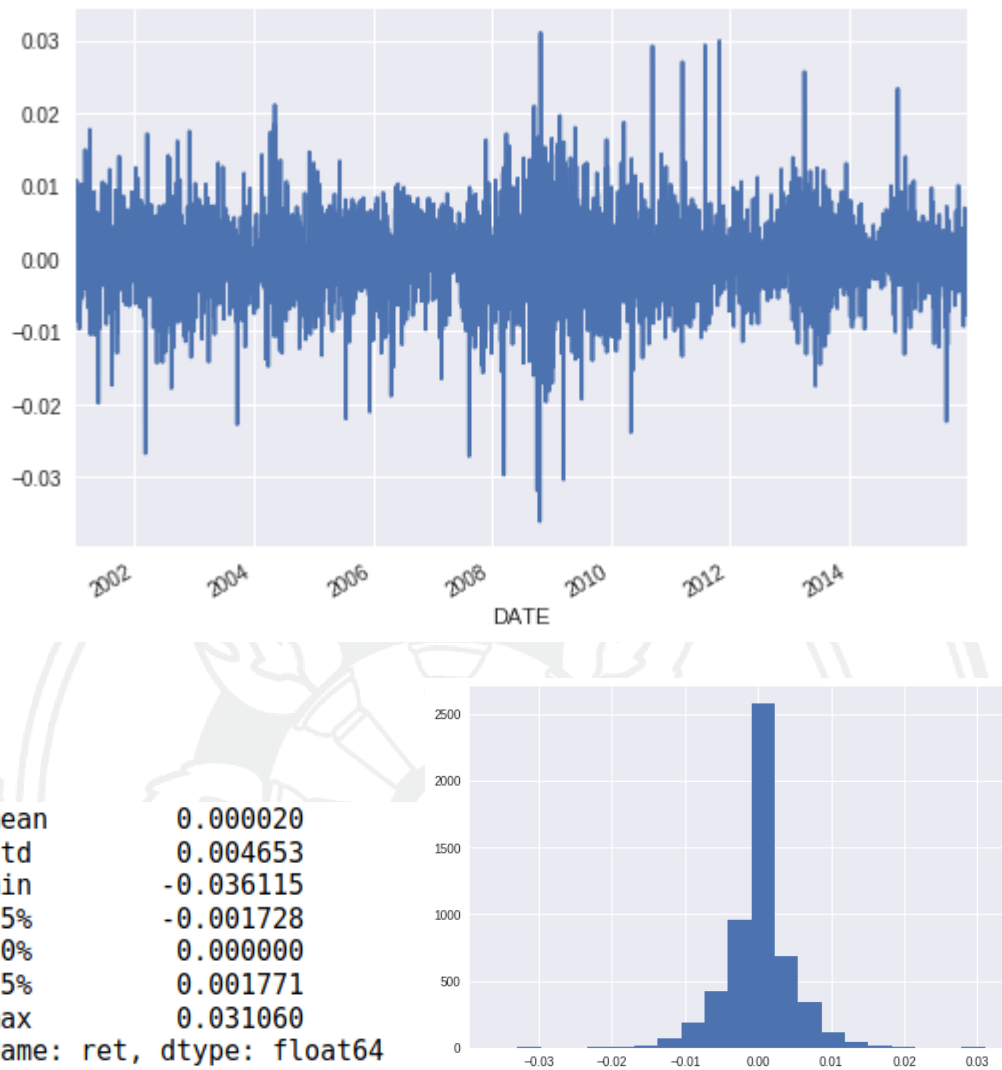 0.03
0.02
0.01
0.00
−0.01
−0.02
−0.03
2002 2004 2006 2008 2010 2012 2014
DATE
2500
2000
1500
1000
500
0
−0.03 −0.02 −0.01 0.00 0.01 0.02 0.03
ean 0.000020
td 0.004653
in -0.036115
5% -0.001728
0% 0.000000
5% 0.001771
ax 0.031060
ame: ret, dtype: float64